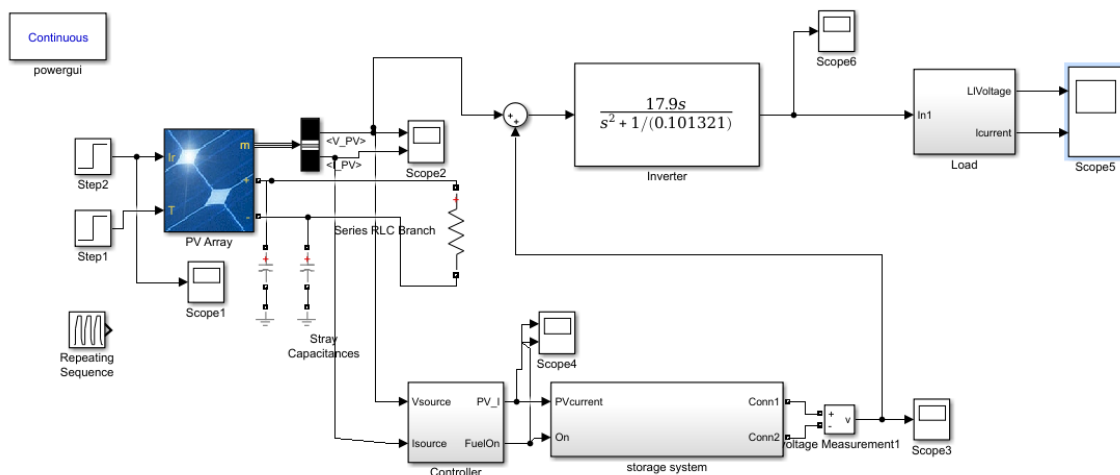 Continuous
powergui
Scope6
17.9s
s² + 1/(0.101321)
Inverter
LIVoltage
In1
Icurrent
Load
Scope5
<V_PV>
<I_PV>
Scope2
m
Ir
T
+
-
PV Array
Step2
Step1
Scope1
Series RLC Branch
+
+
+
Stray
Capacitances
Repeating
Sequence
+
+
Scope4
Vsource
PV_I
Isource
FuelOn
Controller
PVcurrent
Conn1
On
Conn2
storage system
+
-
v
oltage Measurement1
Scope3